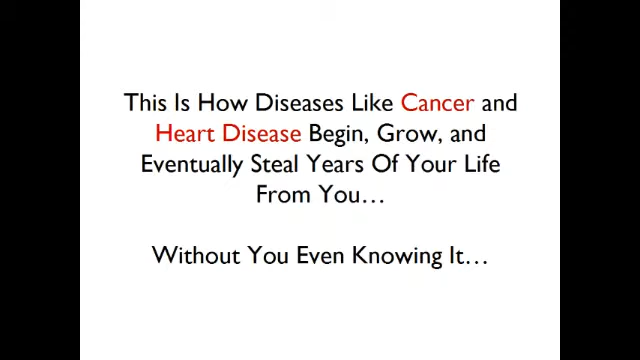 This Is How Diseases Like Cancer and
Heart Disease Begin, Grow, and
Eventually Steal Years Of Your Life
From You…
Without You Even Knowing It…